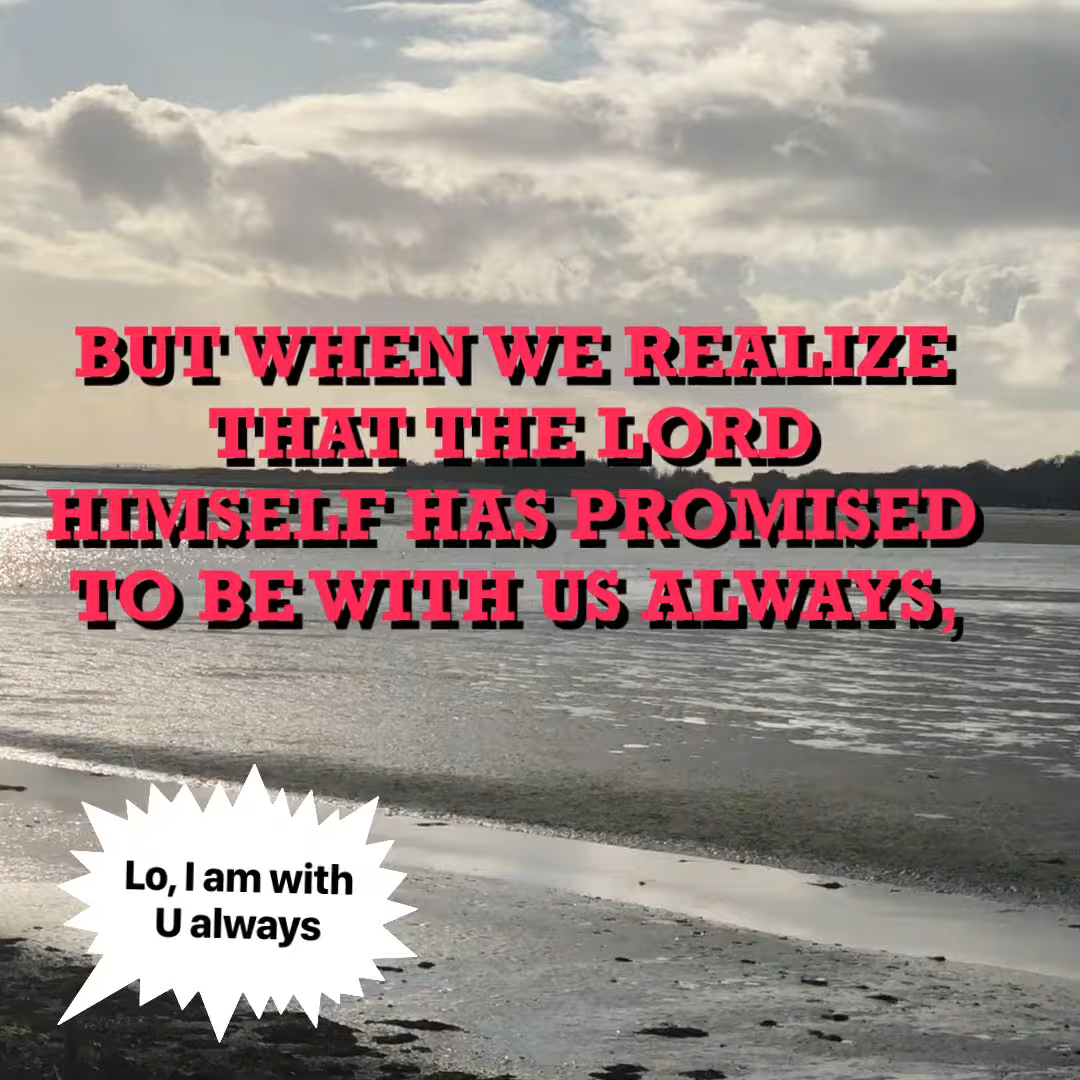 BUT WHEN WE REALIZE
THAT THE LORD
HIMSELF HAS PROMISED
TO BE WITH US ALWAYS,
Lo, I am with
U always